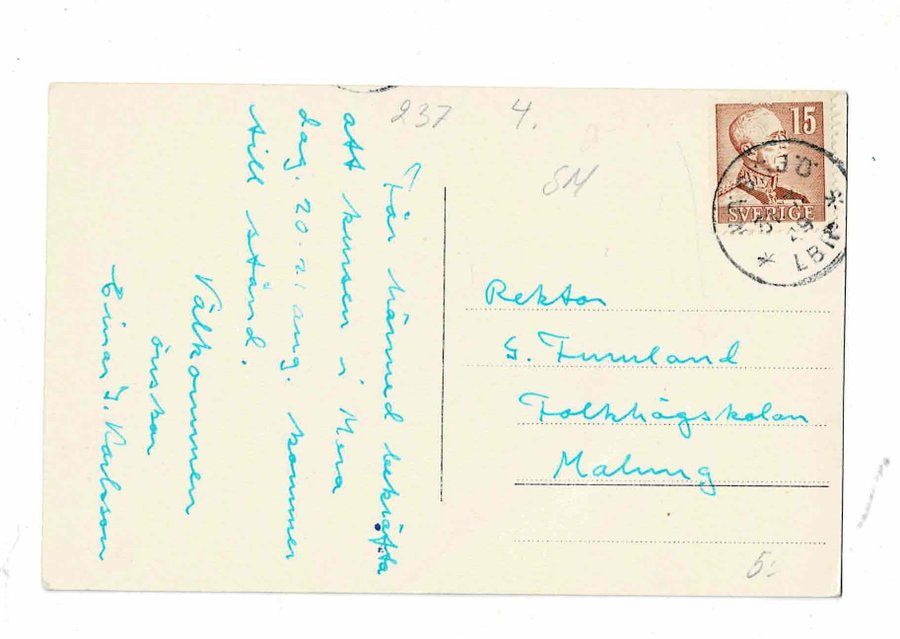 237
4.
SM
15
SVERIGE
LBR
Får härmed bekräfta
att kursen i Mora
dag. 20-21 aug. kommer
till stånd.
Välkommen
önskar
Einar J. Karlsson
Rektor
G. Furuland
Folkhögskolan
Malung
5: